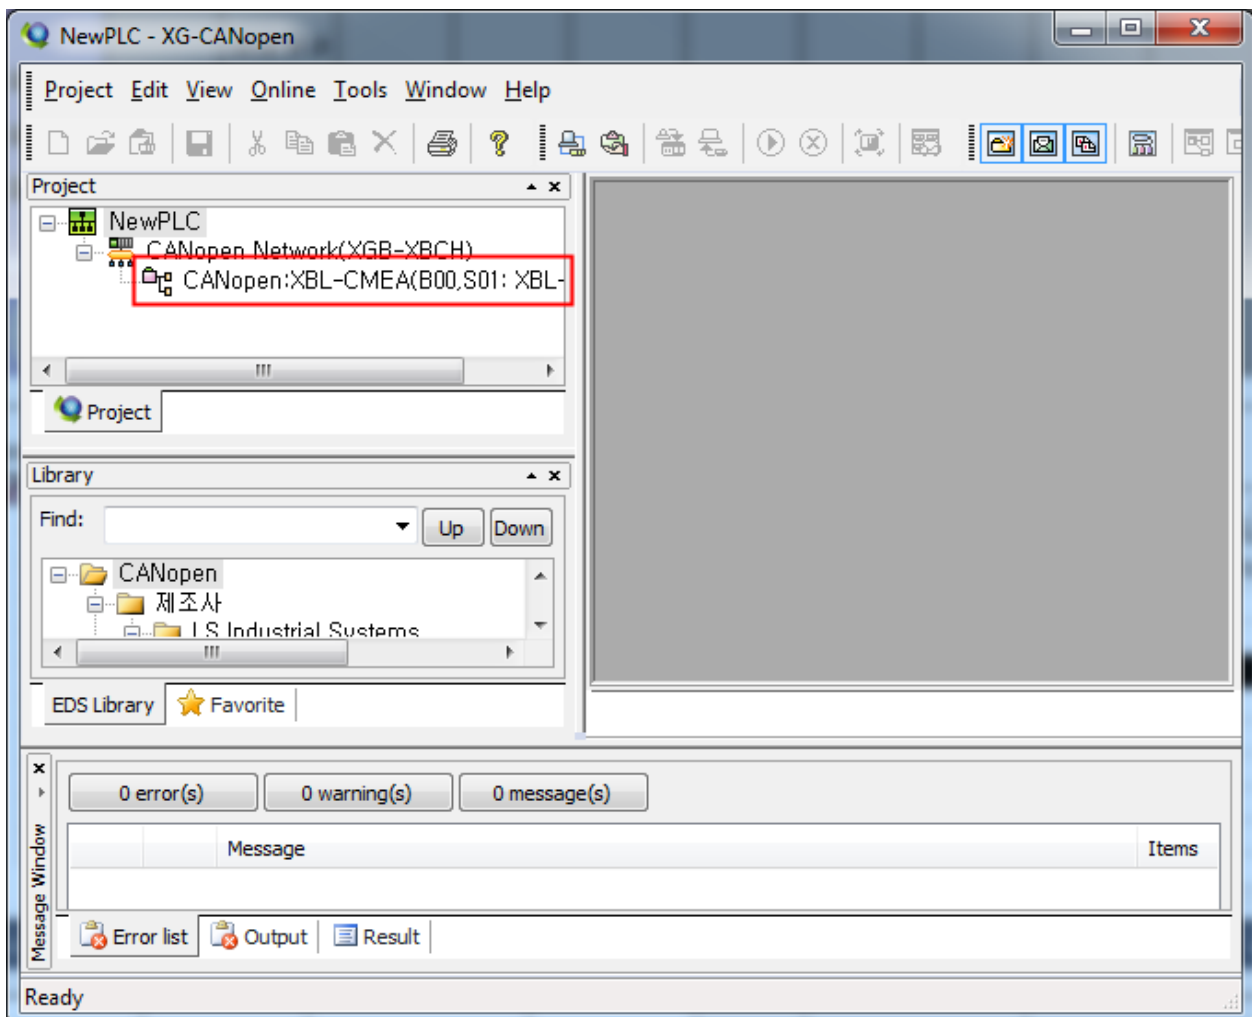 NewPLC - XG-CANopen
Project Edit View Online Tools Window Help
Project
NewPLC
CANopen Network(XGB-XBCH)
CANopen:XBL-CMEA(B00,S01: XBL-
Project
Library
Find:
Up Down
CANopen
제조사
LS Industrial Systems
EDS Library Favorite
0 error(s) 0 warning(s) 0 message(s)
Message Items
Message Window
Error list Output Result
Ready